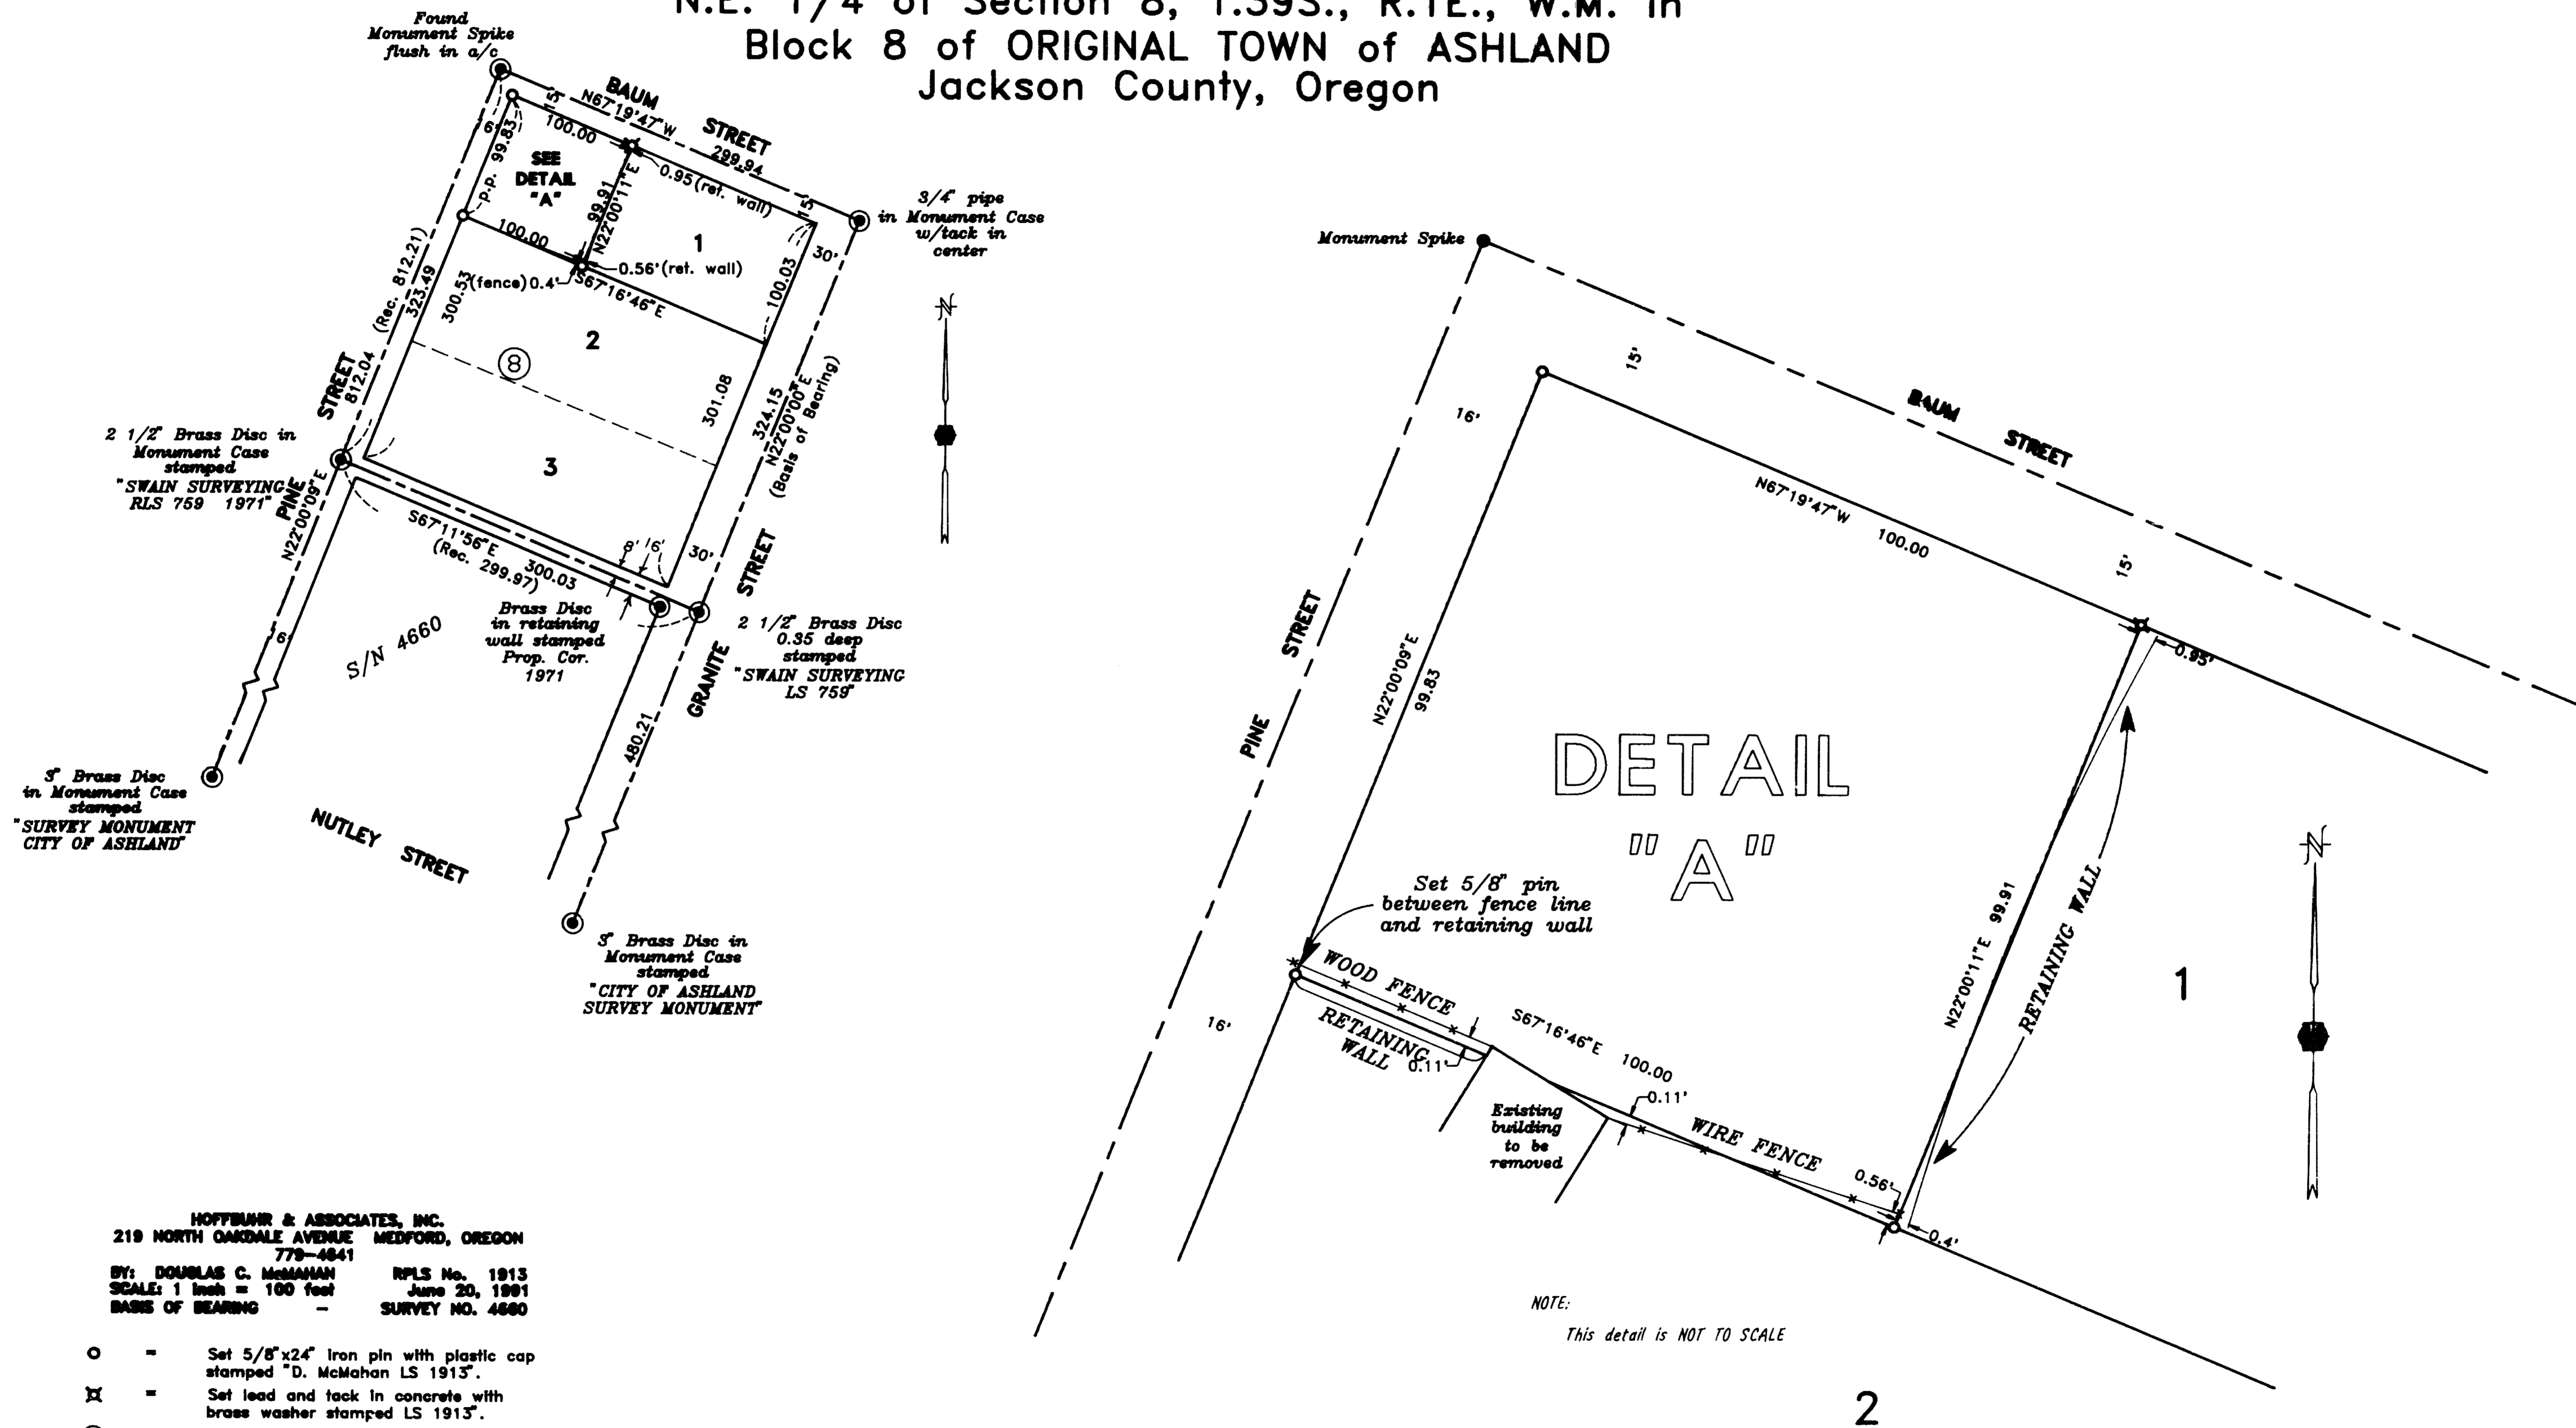 N.E. 1/4 of Section 8, T.39S., R.1E., W.M. in
Block 8 of ORIGINAL TOWN of ASHLAND
Jackson County, Oregon
Found
Monument Spike
flush in a/c
BAUM STREET
N67°19'47"W
299.94
15'
100.00
16'
99.83
p.p.
SEE
DETAIL
"A"
99.91
N22°00'11"E
0.95(ret. wall)
15'
1
30'
100.03
3/4" pipe
in Monument Case
w/tack in
center
100.00
0.56'(ret. wall)
(fence)0.4'
S67°16'46"E
(Rec. 812.21)
323.49
300.53
2
8
301.08
324.15
N22°00'00"E
(Basis of Bearing)
PINE STREET
812.04
N22°00'09"E
3
2 1/2" Brass Disc in
Monument Case
stamped
"SWAIN SURVEYING
RLS 759 1971"
S67°11'56"E
300.03
(Rec. 299.97)
8'
30'
Brass Disc
in retaining
wall stamped
Prop. Cor.
1971
2 1/2" Brass Disc
0.35 deep
stamped
"SWAIN SURVEYING
LS 759"
GRANITE STREET
480.21
S/N 4660
3" Brass Disc
in Monument Case
stamped
"SURVEY MONUMENT
CITY OF ASHLAND"
NUTLEY STREET
3" Brass Disc in
Monument Case
stamped
"CITY OF ASHLAND
SURVEY MONUMENT"
N
Monument Spike
15'
16'
BAUM STREET
N67°19'47"W 100.00
15'
0.95'
PINE STREET
N22°00'09"E
99.83
DETAIL
"A"
Set 5/8" pin
between fence line
and retaining wall
WOOD FENCE
RETAINING
WALL
0.11'
16'
S67°16'46"E 100.00
0.11'
Existing
building
to be
removed
WIRE FENCE
0.56'
0.4'
N22°00'11"E 99.91
RETAINING WALL
1
N
NOTE:
This detail is NOT TO SCALE
2
HOFFBUHR & ASSOCIATES, INC.
219 NORTH OAKDALE AVENUE MEDFORD, OREGON
779-4641
BY: DOUGLAS C. McMAHAN RPLS No. 1913
SCALE: 1 inch = 100 feet June 20, 1991
BASIS OF BEARING - SURVEY NO. 4660
= Set 5/8"x24" iron pin with plastic cap
stamped "D. McMahan LS 1913".
= Set lead and tack in concrete with
brass washer stamped LS 1913".